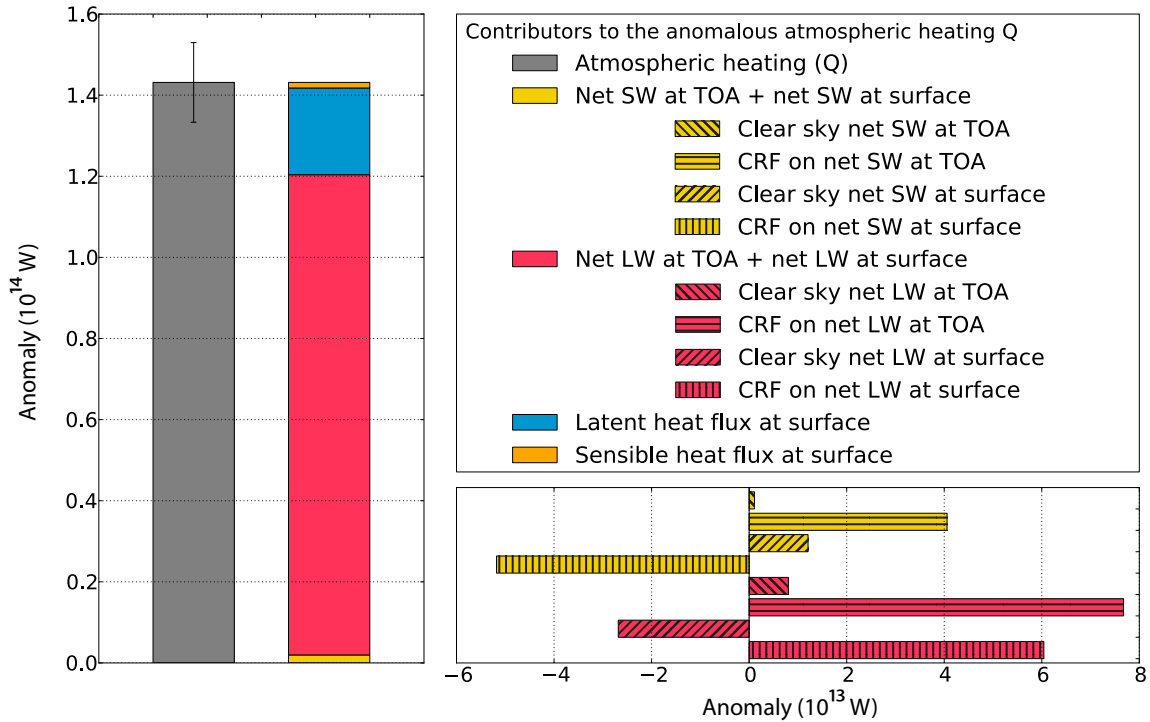 1.6
1.4
1.2
1.0
0.8
0.6
0.4
0.2
0.0
Anomaly (10^14 W)
Contributors to the anomalous atmospheric heating Q
Atmospheric heating (Q)
Net SW at TOA + net SW at surface
Clear sky net SW at TOA
CRF on net SW at TOA
Clear sky net SW at surface
CRF on net SW at surface
Net LW at TOA + net LW at surface
Clear sky net LW at TOA
CRF on net LW at TOA
Clear sky net LW at surface
CRF on net LW at surface
Latent heat flux at surface
Sensible heat flux at surface
−6 −4 −2 0 2 4 6 8
Anomaly (10^13 W)